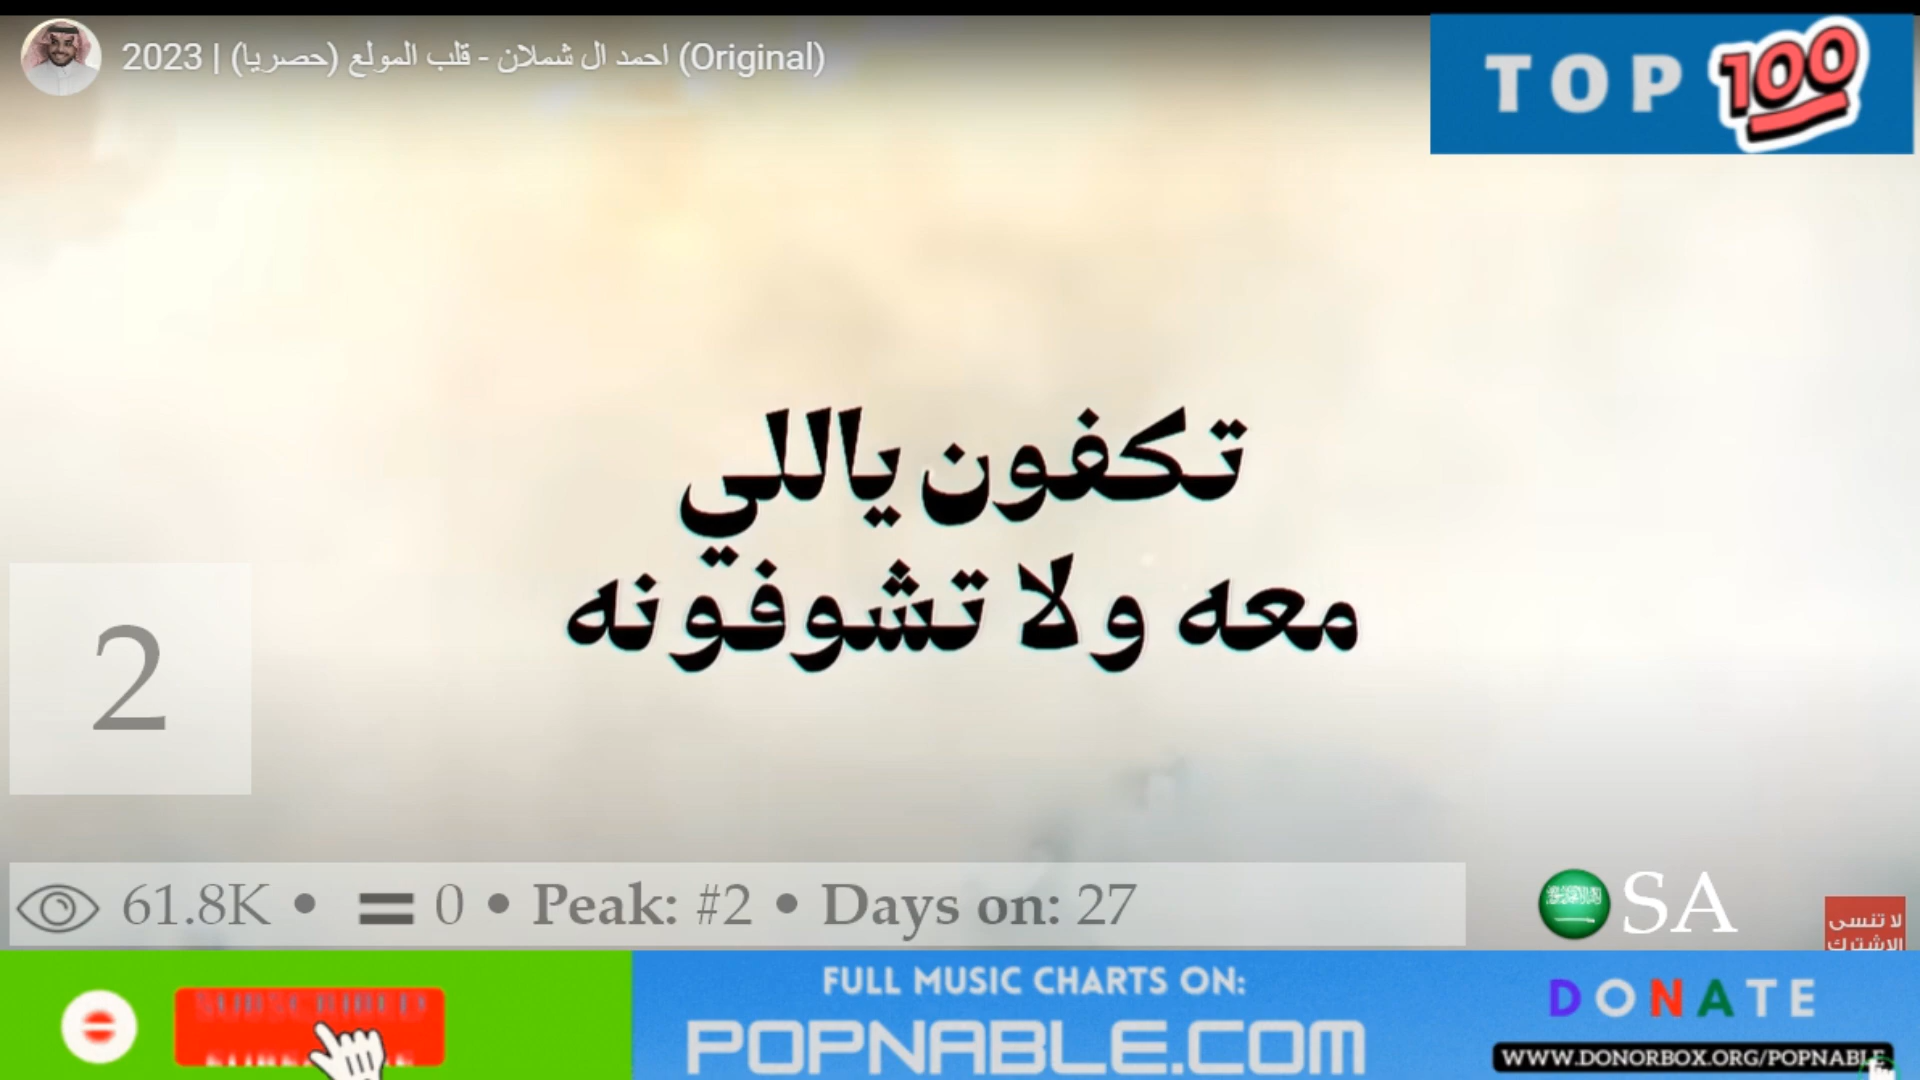 احمد ال شملان - قلب المولع (حصريا) | 2023 (Original)
TOP 100
تكفون ياللي
معه ولا تشوفونه
2
61.8K • = 0 • Peak: #2 • Days on: 27
SA
لا تنسى
الاشترك
FULL MUSIC CHARTS ON:
POPNABLE.COM
DONATE
WWW.DONORBOX.ORG/POPNABLE